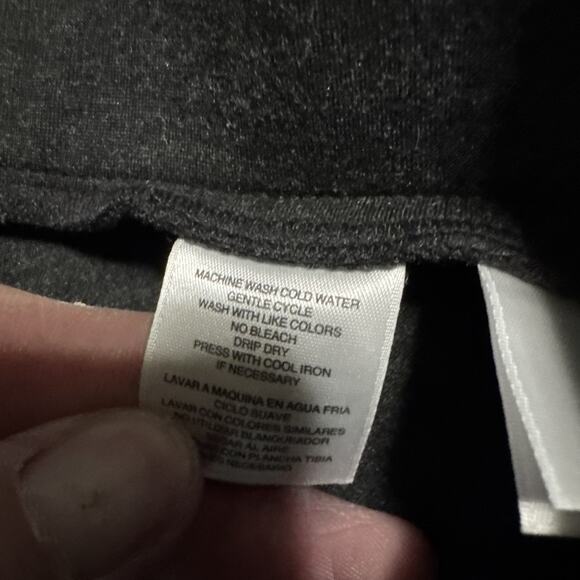 MACHINE WASH COLD WATER
GENTLE CYCLE
WASH WITH LIKE COLORS
NO BLEACH
DRIP DRY
PRESS WITH COOL IRON
IF NECESSARY
LAVAR A MAQUINA EN AGUA FRIA
CICLO SUAVE
LAVAR CON COLORES SIMILARES
NO UTILIZAR BLANQUEADOR
AL AIRE
CON PLANCHA TIBIA
NECESARIO